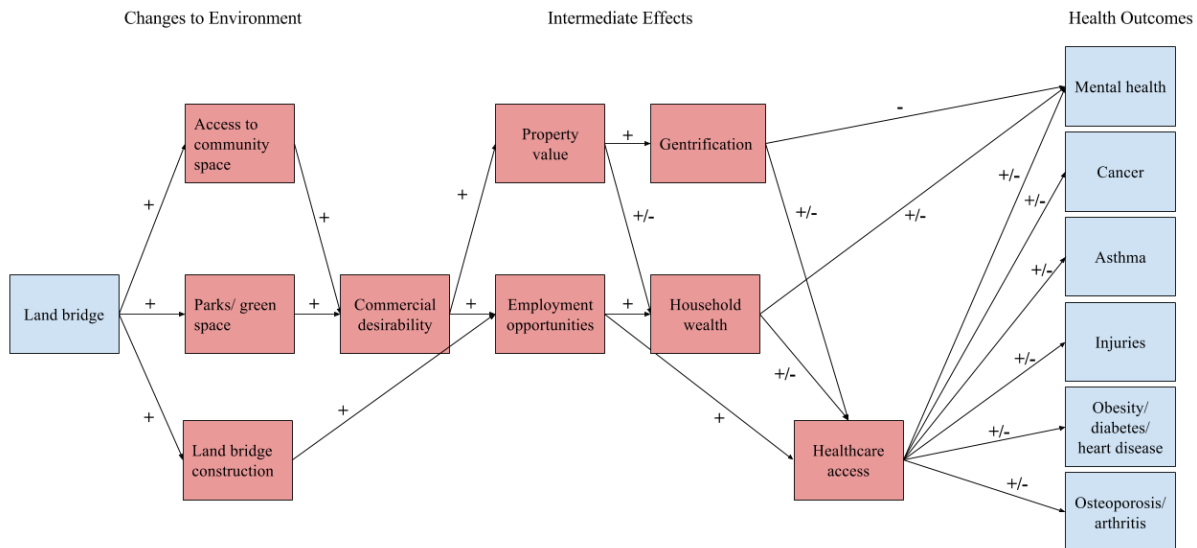 Changes to Environment
Intermediate Effects
Health Outcomes
Land bridge
+
+
+
Access to
community
space
Parks/ green
space
Land bridge
construction
+
+
+
Commercial
desirability
+
+
Property
value
Employment
opportunities
+
+/-
+
+
Gentrification
Household
wealth
-
+/-
+/-
+/-
Healthcare
access
+/-
+/-
+/-
+/-
+/-
+/-
Mental health
Cancer
Asthma
Injuries
Obesity/
diabetes/
heart disease
Osteoporosis/
arthritis